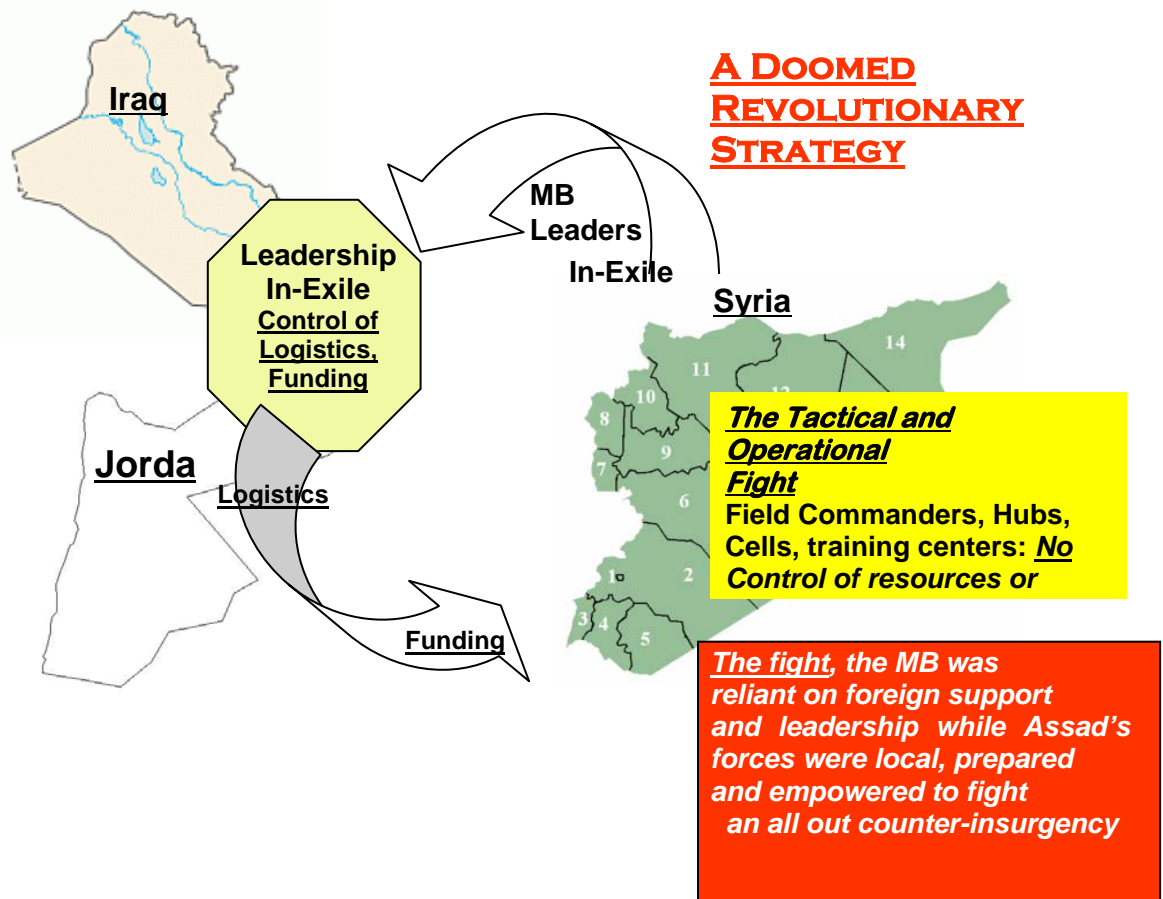 A DOOMED
REVOLUTIONARY
STRATEGY
Iraq
MB
Leaders
In-Exile
Leadership
In-Exile
Control of
Logistics,
Funding
Syria
14
11
10
8
9
7
6
1
2
3
4
5
The Tactical and
Operational
Fight
Field Commanders, Hubs,
Cells, training centers: No
Control of resources or
Jorda
Logistics
Funding
The fight, the MB was
reliant on foreign support
and leadership while Assad's
forces were local, prepared
and empowered to fight
an all out counter-insurgency